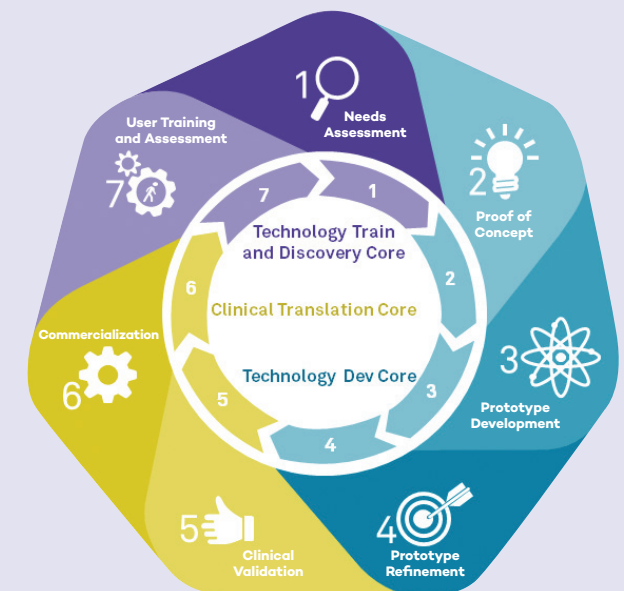 1
Needs
Assessment
2
Proof of
Concept
3
Prototype
Development
4
Prototype
Refinement
5
Clinical
Validation
6
Commercialization
7
User Training
and Assessment
1
2
3
4
5
6
7
Technology Train
and Discovery Core
Clinical Translation Core
Technology Dev Core